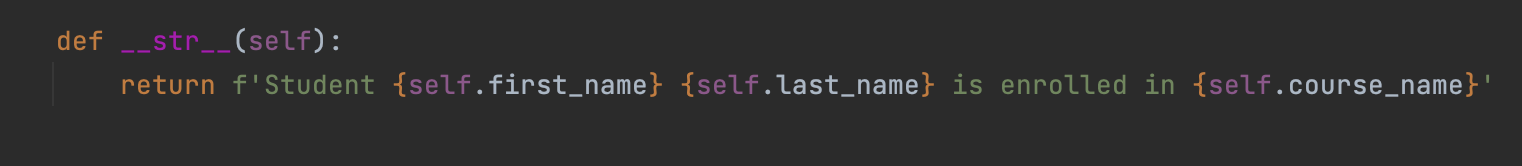 def __str__(self):
    return f'Student {self.first_name} {self.last_name} is enrolled in {self.course_name}'